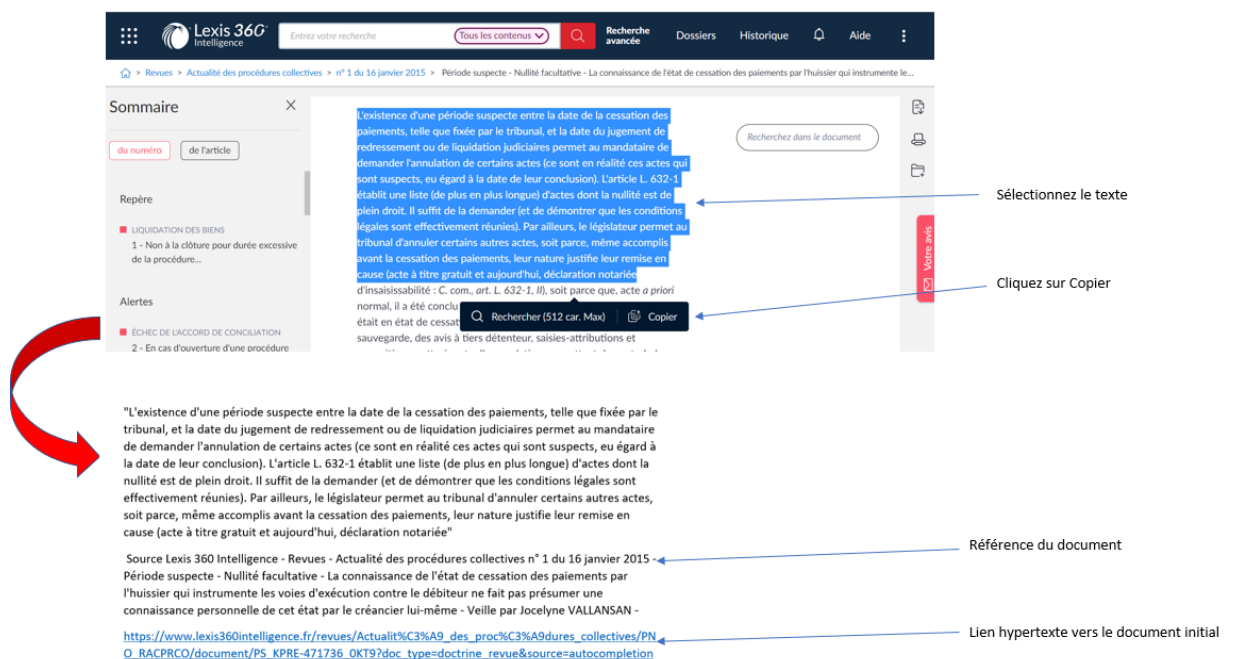 Lexis 360
Intelligence
Entrez votre recherche
Tous les contenus
Recherche
avancée
Dossiers
Historique
Aide
> Revues > Actualité des procédures collectives > n° 1 du 16 janvier 2015 > Période suspecte - Nullité facultative - La connaissance de l'état de cessation des paiements par l'huissier qui instrumente le...
Sommaire
du numéro
de l'article
Repère
LIQUIDATION DES BIENS
1 - Non à la clôture pour durée excessive
de la procédure...
Alertes
ÉCHEC DE L'ACCORD DE CONCILIATION
2 - En cas d'ouverture d'une procédure
L'existence d'une période suspecte entre la date de la cessation des
paiements, telle que fixée par le tribunal, et la date du jugement de
redressement ou de liquidation judiciaires permet au mandataire de
demander l'annulation de certains actes (ce sont en réalité ces actes qui
sont suspects, eu égard à la date de leur conclusion). L'article L. 632-1
établit une liste (de plus en plus longue) d'actes dont la nullité est de
plein droit. Il suffit de la demander (et de démontrer que les conditions
légales sont effectivement réunies). Par ailleurs, le législateur permet au
tribunal d'annuler certains autres actes, soit parce, même accomplis
avant la cessation des paiements, leur nature justifie leur remise en
cause (acte à titre gratuit et aujourd'hui, déclaration notariée
d'insaisissabilité : C. com., art. L. 632-1, II), soit parce que, acte a priori
normal, il a été conclu
était en état de cessat
Rechercher (512 car. Max)
Copier
sauvegarde, des avis à tiers détenteur, saisies-attributions et
Recherchez dans le document
Votre avis
Sélectionnez le texte
Cliquez sur Copier
"L'existence d'une période suspecte entre la date de la cessation des paiements, telle que fixée par le
tribunal, et la date du jugement de redressement ou de liquidation judiciaires permet au mandataire
de demander l'annulation de certains actes (ce sont en réalité ces actes qui sont suspects, eu égard à
la date de leur conclusion). L'article L. 632-1 établit une liste (de plus en plus longue) d'actes dont la
nullité est de plein droit. Il suffit de la demander (et de démontrer que les conditions légales sont
effectivement réunies). Par ailleurs, le législateur permet au tribunal d'annuler certains autres actes,
soit parce, même accomplis avant la cessation des paiements, leur nature justifie leur remise en
cause (acte à titre gratuit et aujourd'hui, déclaration notariée"
Source Lexis 360 Intelligence - Revues - Actualité des procédures collectives n° 1 du 16 janvier 2015 -
Période suspecte - Nullité facultative - La connaissance de l'état de cessation des paiements par
l'huissier qui instrumente les voies d'exécution contre le débiteur ne fait pas présumer une
connaissance personnelle de cet état par le créancier lui-même - Veille par Jocelyne VALLANSAN -
https://www.lexis360intelligence.fr/revues/Actualit%C3%A9_des_proc%C3%A9dures_collectives/PN
O_RACPRCO/document/PS_KPRE-471736_0KT9?doc_type=doctrine_revue&source=autocompletion
Référence du document
Lien hypertexte vers le document initial